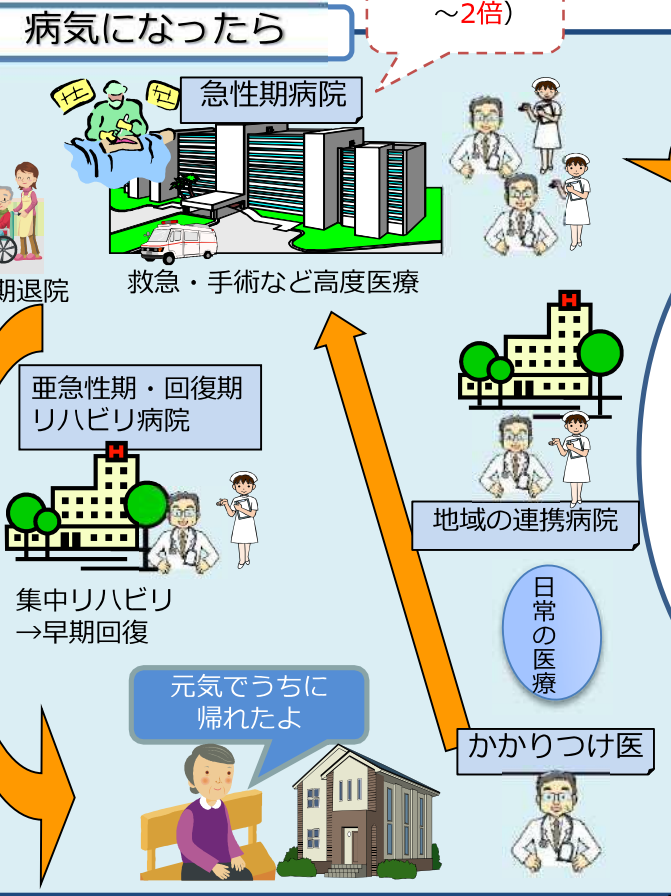 ～2倍）
病気になったら
急性期病院
救急・手術など高度医療
期退院
亜急性期・回復期
リハビリ病院
H
H
集中リハビリ
→早期回復
地域の連携病院
日常の医療
元気でうちに
帰れたよ
かかりつけ医